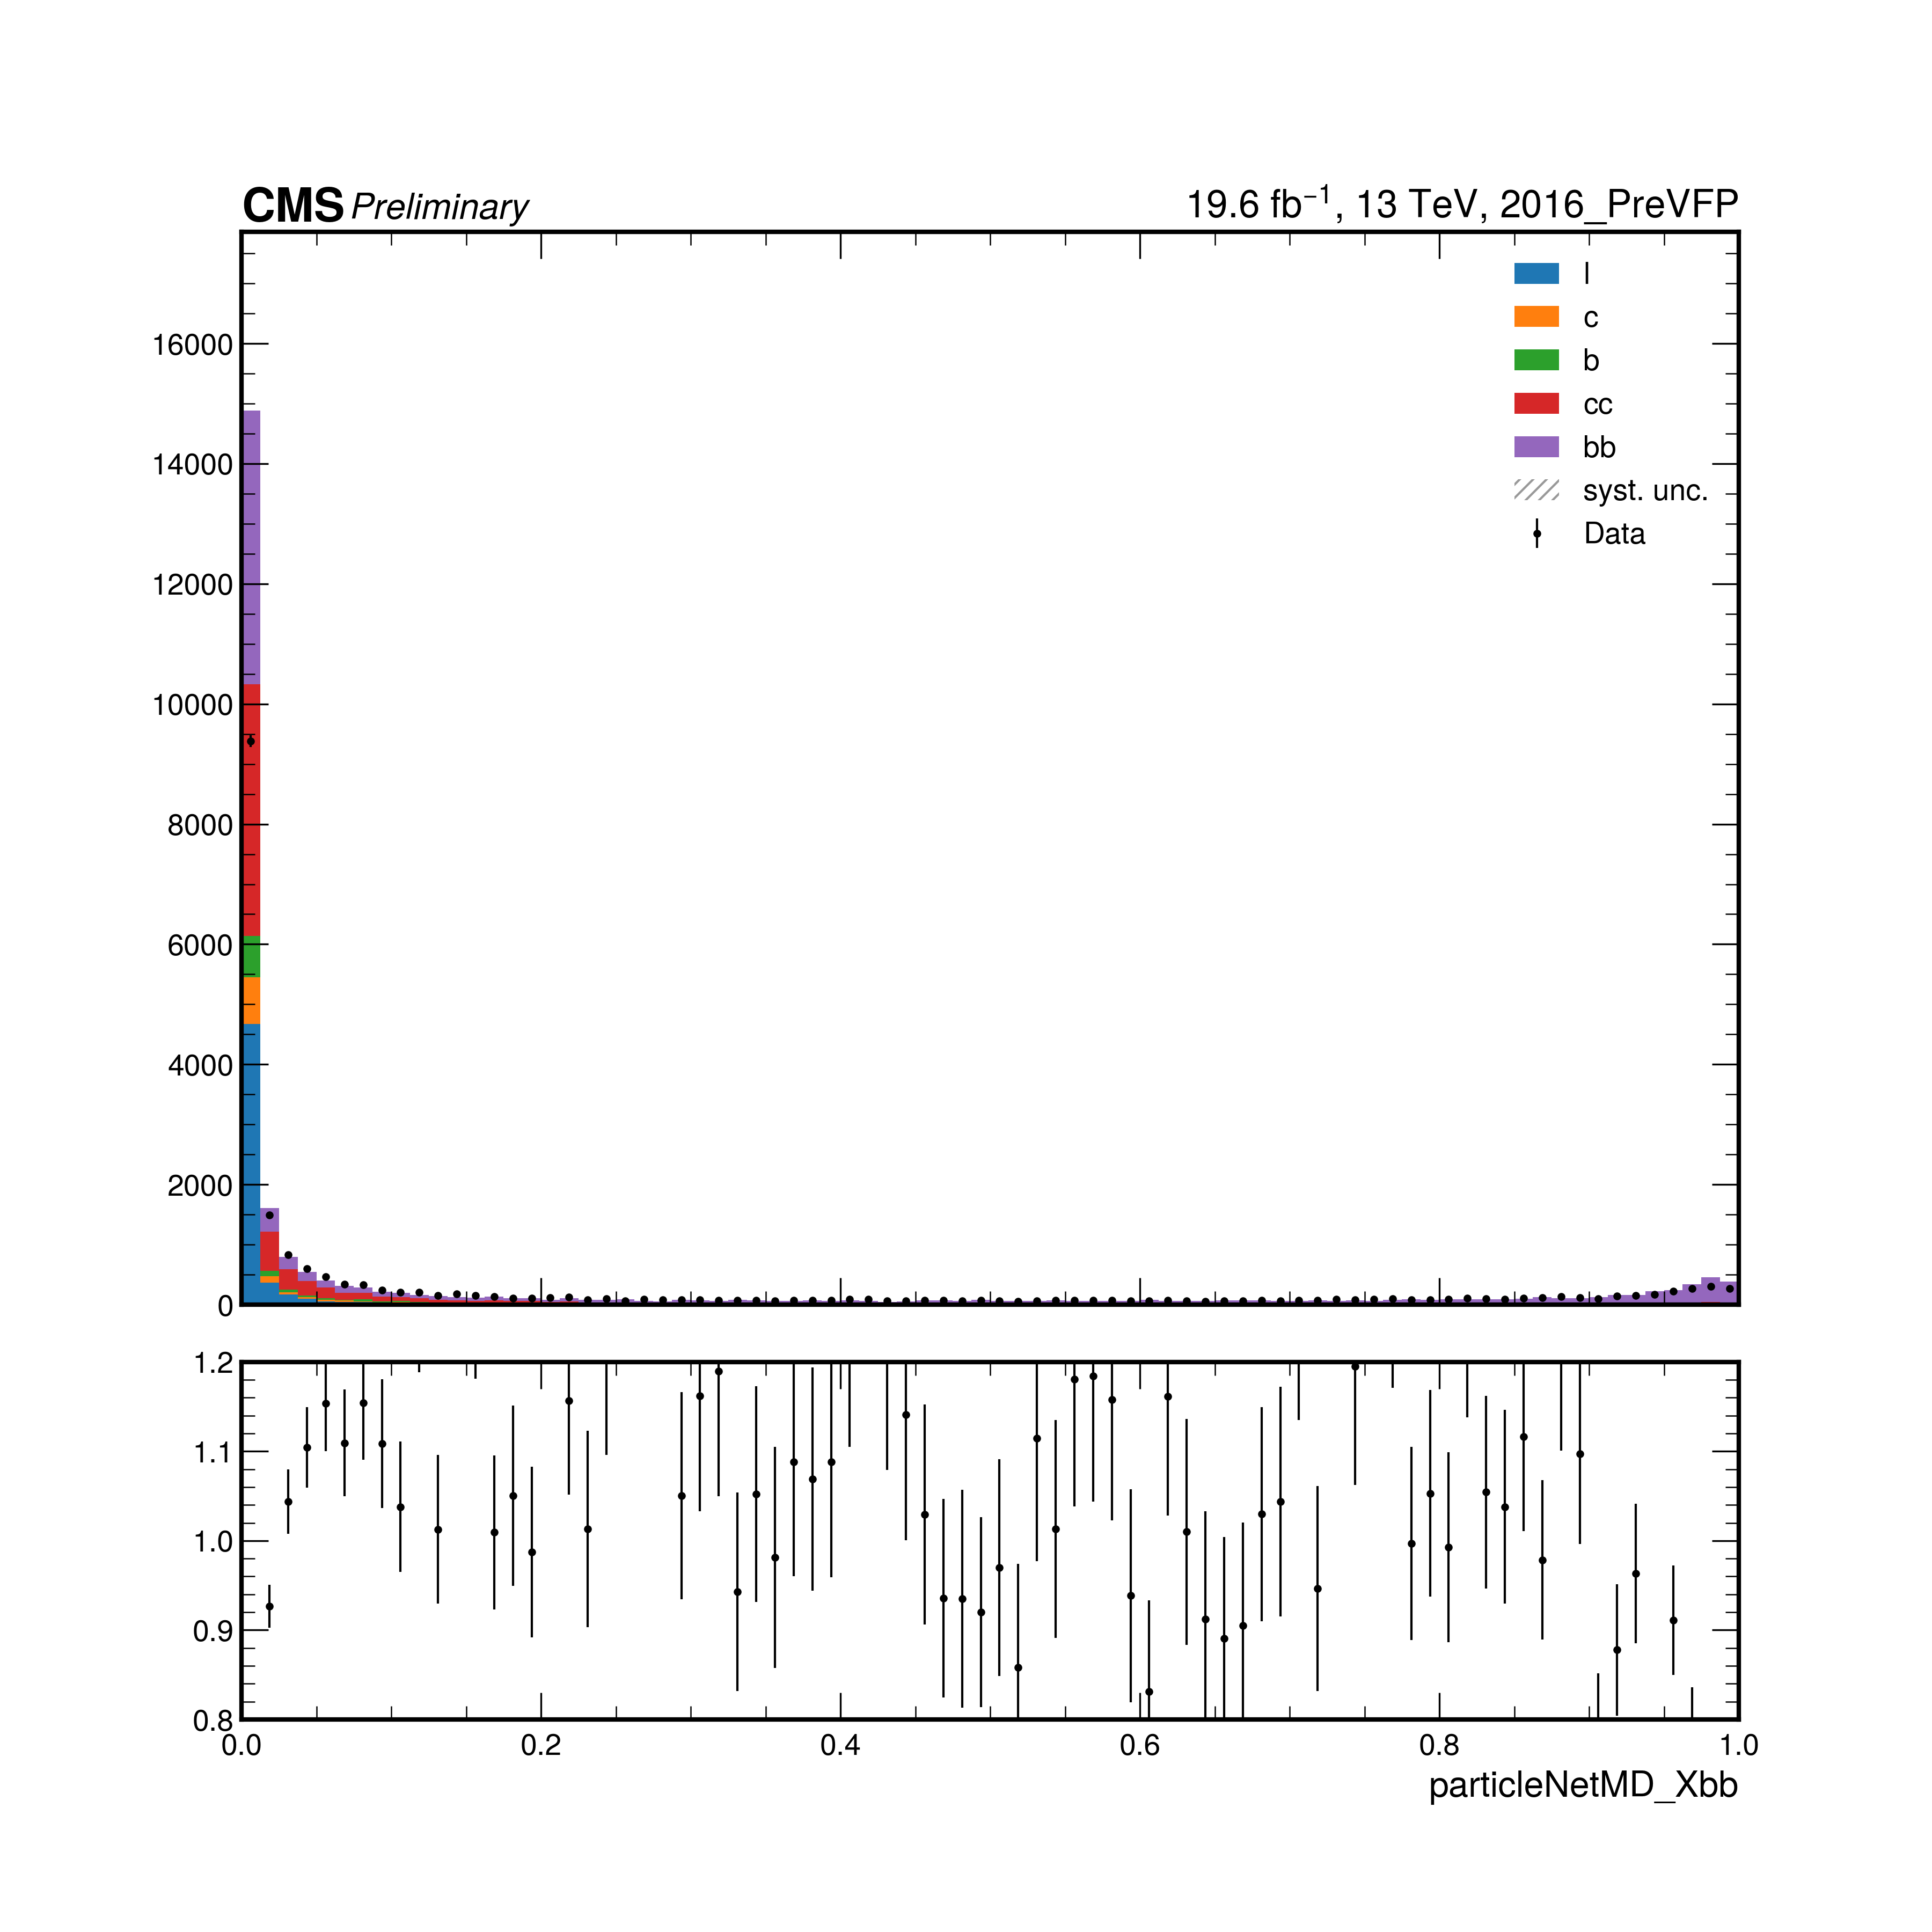 CMS Preliminary
19.6 fb⁻¹, 13 TeV, 2016_PreVFP
l
c
b
cc
bb
syst. unc.
Data
16000
14000
12000
10000
8000
6000
4000
2000
0
1.2
1.1
1.0
0.9
0.8
0.0 0.2 0.4 0.6 0.8 1.0
particleNetMD_Xbb